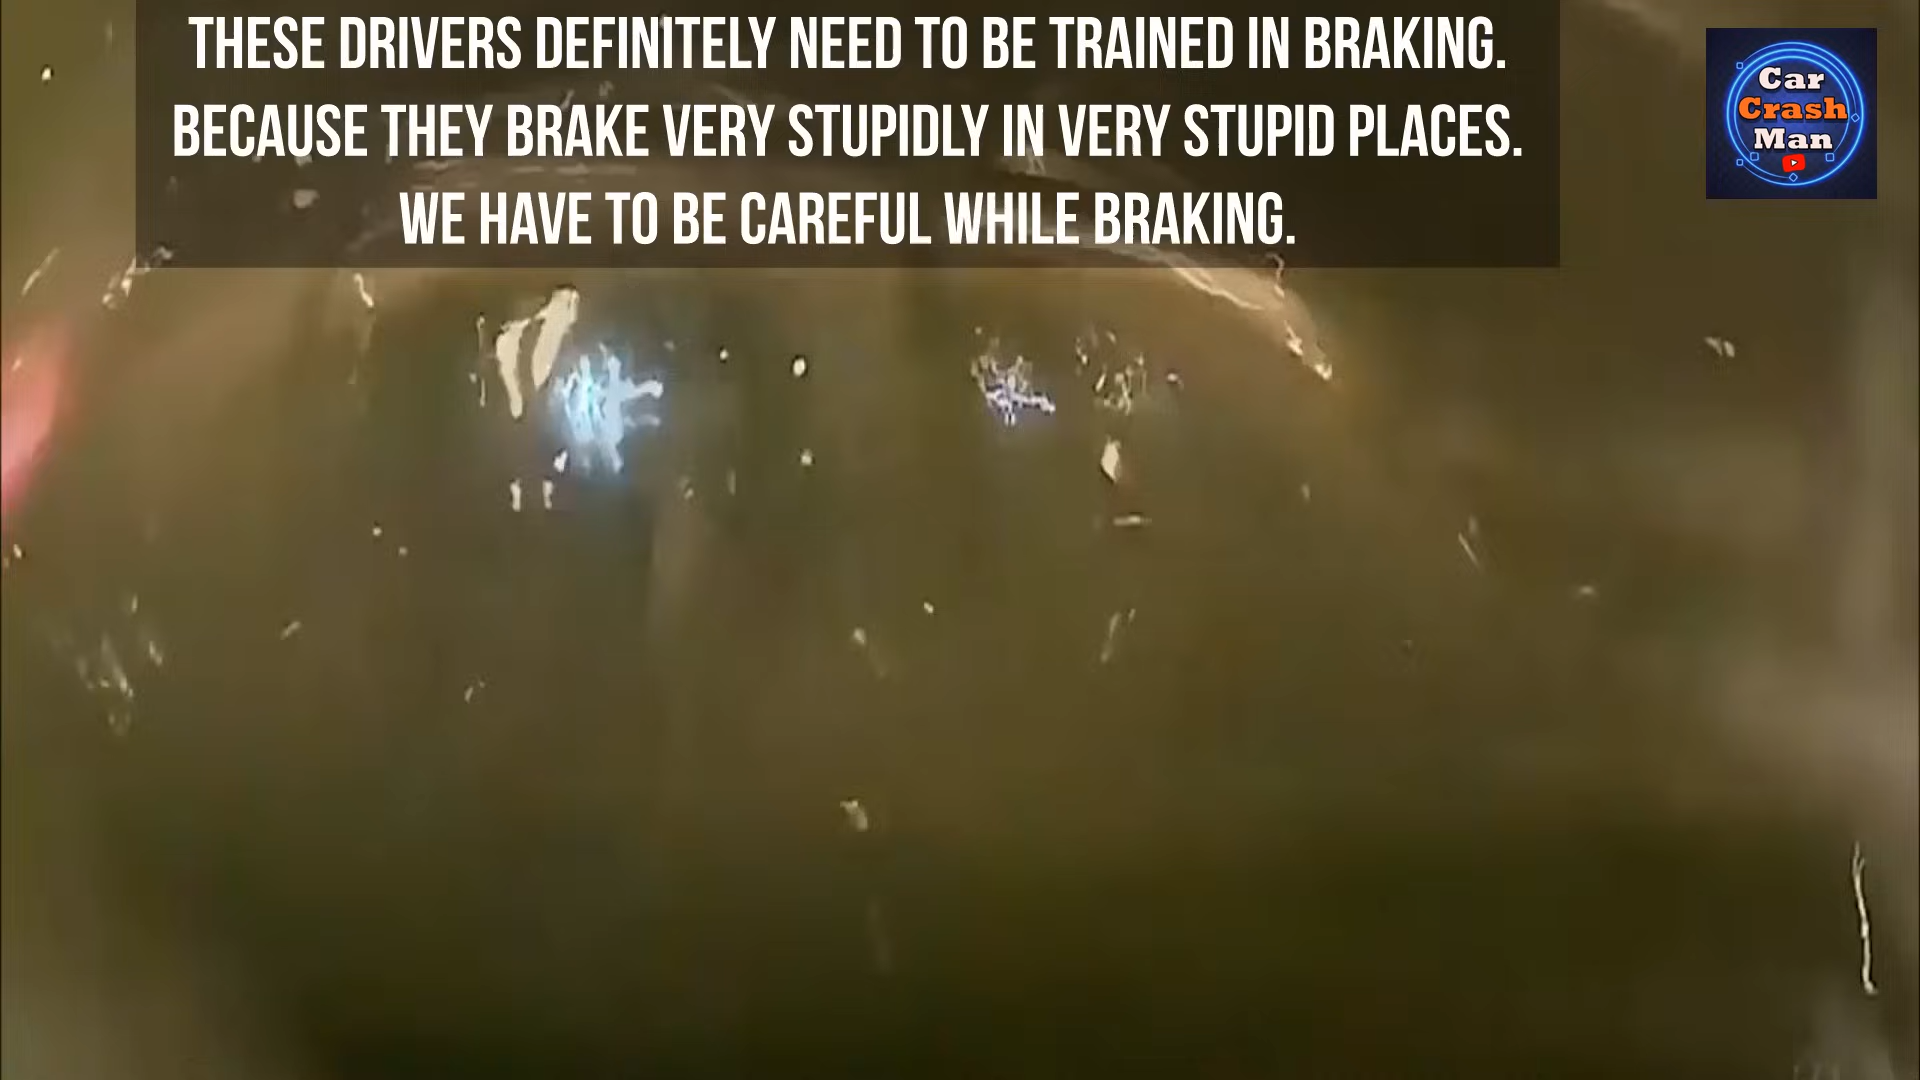 THESE DRIVERS DEFINITELY NEED TO BE TRAINED IN BRAKING.
BECAUSE THEY BRAKE VERY STUPIDLY IN VERY STUPID PLACES.
WE HAVE TO BE CAREFUL WHILE BRAKING.
Car
Crash
Man